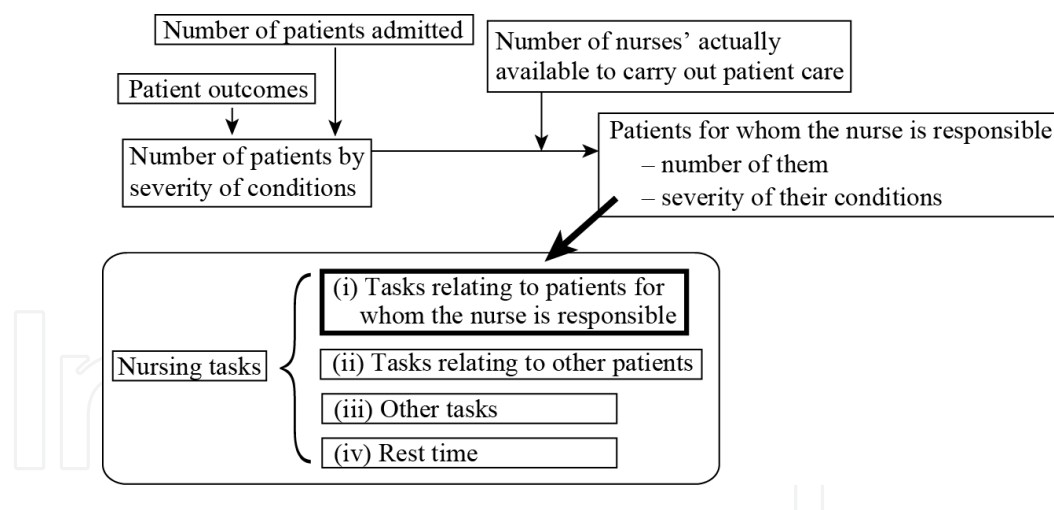 Number of patients admitted
Number of nurses’ actually
available to carry out patient care
Patient outcomes
Number of patients by
severity of conditions
Patients for whom the nurse is responsible
– number of them
– severity of their conditions
Nursing tasks
(i) Tasks relating to patients for
whom the nurse is responsible
(ii) Tasks relating to other patients
(iii) Other tasks
(iv) Rest time